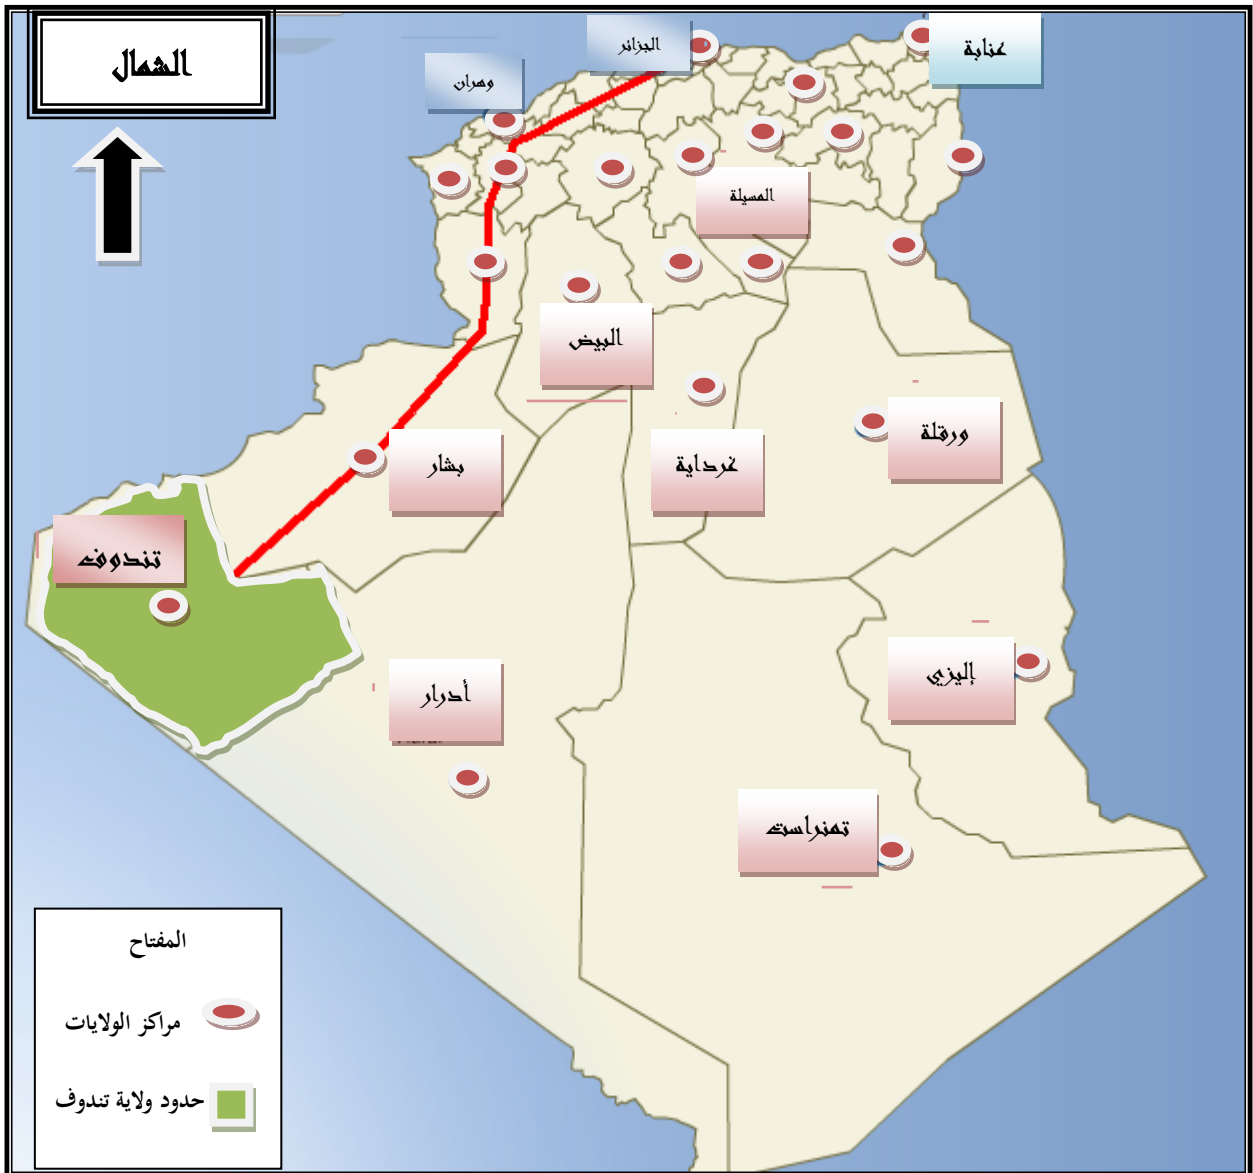 الشمال
الجزائر
عنابة
وهران
المسيلة
البيض
ورقلة
غرداية
بشار
تندوف
إليزي
أدرار
تمنراست
المفتاح
مراكز الولايات
حدود ولاية تندوف